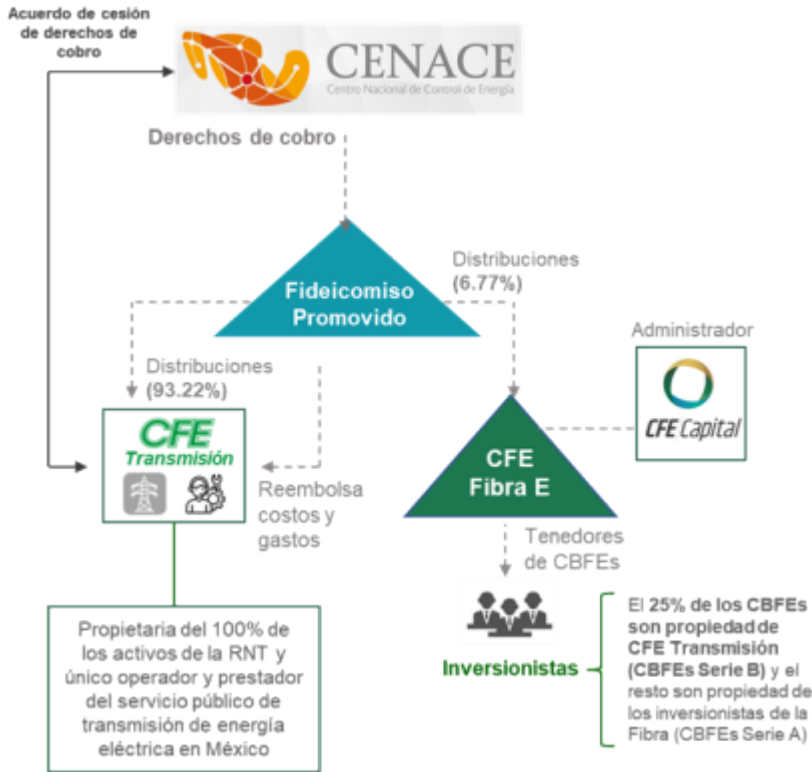 Acuerdo de cesión
de derechos de
cobro
CENACE
Centro Nacional de Control de Energía
Derechos de cobro
Distribuciones
(6.77%)
Fideicomiso
Promovido
Administrador
Distribuciones
(93.22%)
CFE Capital
CFE
Transmisión
CFE
Fibra E
Reembolsa
costos y
gastos
Tenedores
de CBFEs
Inversionistas
El 25% de los CBFEs
son propiedad de
CFE Transmisión
(CBFEs Serie B) y el
resto son propiedad de
los inversionistas de la
Fibra (CBFEs Serie A)
Propietaria del 100% de
los activos de la RNT y
único operador y prestador
del servicio público de
transmisión de energía
eléctrica en México